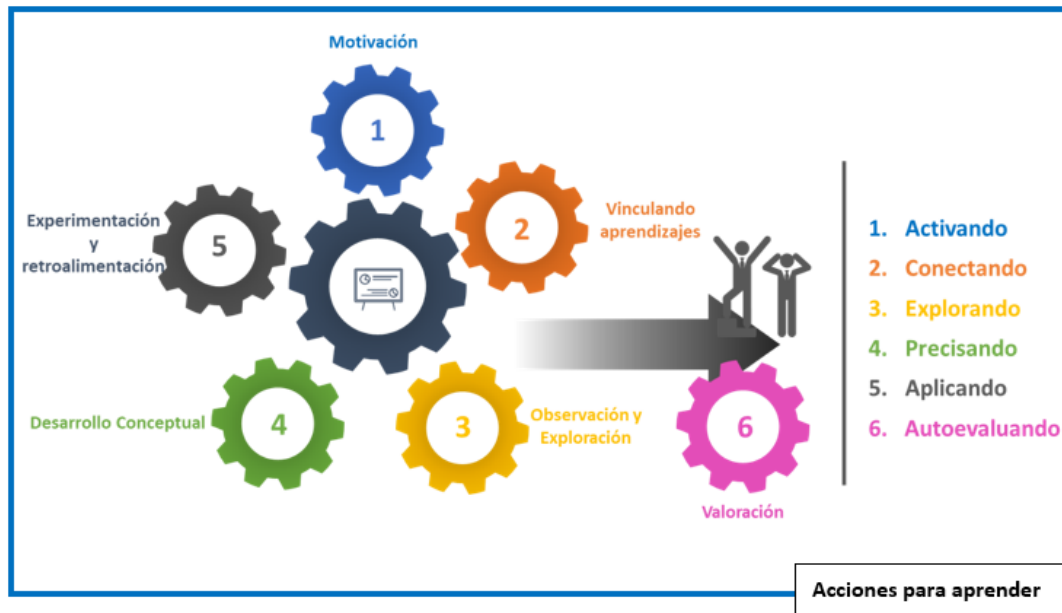 Motivación
1
2
Vinculando
aprendizajes
Experimentación
y
retroalimentación
5
Desarrollo Conceptual
4
3
Observación y
Exploración
6
Valoración
1. Activando
2. Conectando
3. Explorando
4. Precisando
5. Aplicando
6. Autoevaluando
Acciones para aprender